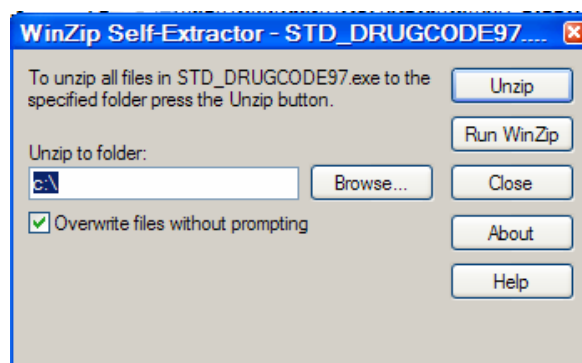 WinZip Self-Extractor - STD_DRUGCODE97....
To unzip all files in STD_DRUGCODE97.exe to the
specified folder press the Unzip button.
Unzip to folder:
c:\
Browse...
Overwrite files without prompting
Unzip
Run WinZip
Close
About
Help